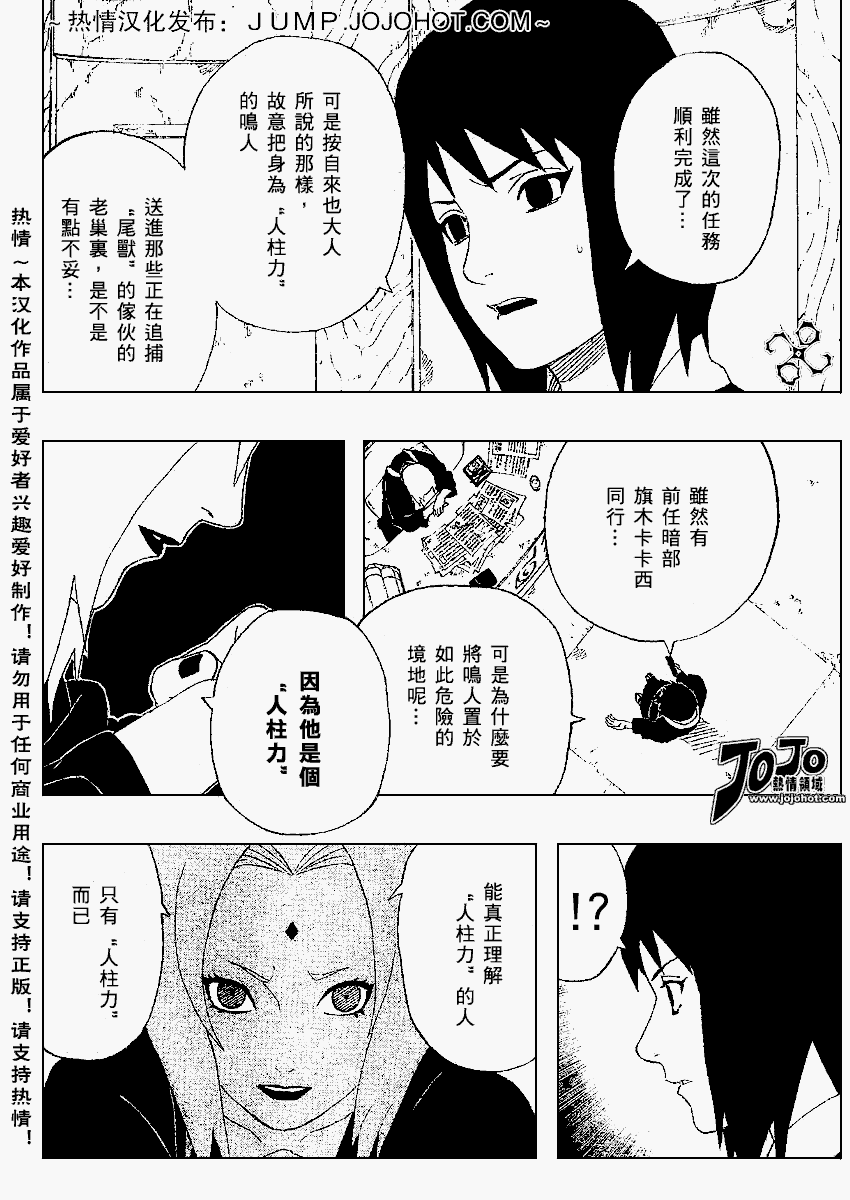 ~热情汉化发布：JUMP.JOJOHOT.COM~
雖然這次的任務
順利完成了…
可是按自來也大人
所說的那樣，
故意把身為“人柱力”
的鳴人
送進那些正在追捕
“尾獸”的傢伙的
老巢裏，是不是
有點不妥…
雖然有
前任暗部
旗木卡卡西
同行…
可是為什麼要
將鳴人置於
如此危險的
境地呢…
因為他是個
“人柱力”
JOJO
熱情領域
www.jojohot.com
!?
能真正理解
“人柱力”的人
只有“人柱力”
而已
热情~本汉化作品属于爱好者兴趣爱好制作！请勿用于任何商业用途！请支持正版！请支持热情！